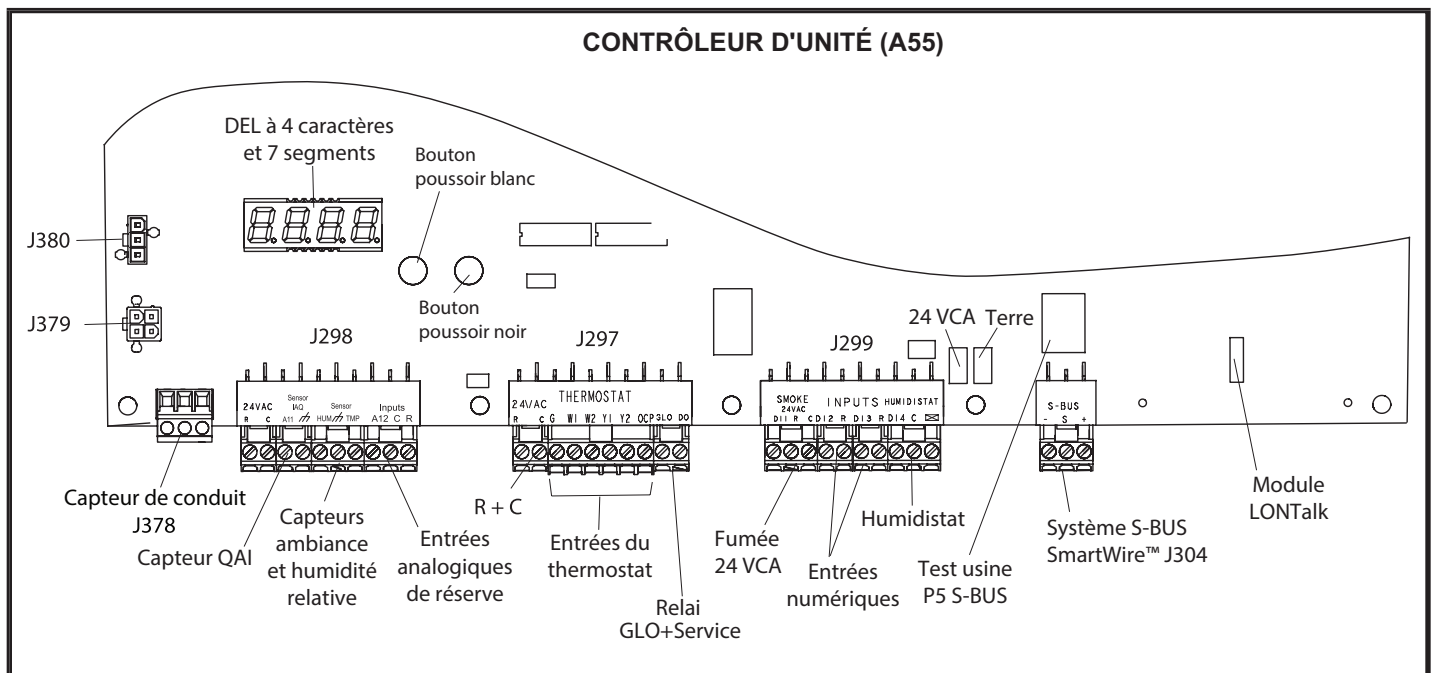 CONTRÔLEUR D'UNITÉ (A55)
DEL à 4 caractères
et 7 segments
Bouton
poussoir blanc
J380
Bouton
poussoir noir
J379
J298
J297
J299
24 VCA
Terre
24VAC
R C
Sensor
IAQ
A11
Sensor
HUM TMP
Inputs
A12 C R
THERMOSTAT
24VAC
R C G W1 W2 Y1 Y2 OCP GLO DO
SMOKE
24VAC
INPUTS
HUMIDISTAT
DI1 R C DI2 R DI3 R DI4 C
S-BUS
- S +
Capteur de conduit
J378
Capteur QAI
Capteurs
ambiance
et humidité
relative
Entrées
analogiques
de réserve
R + C
Entrées du
thermostat
Relai
GLO+Service
Fumée
24 VCA
Entrées
numériques
Humidistat
Test usine
P5 S-BUS
Système S-BUS
SmartWire™ J304
Module
LONTalk